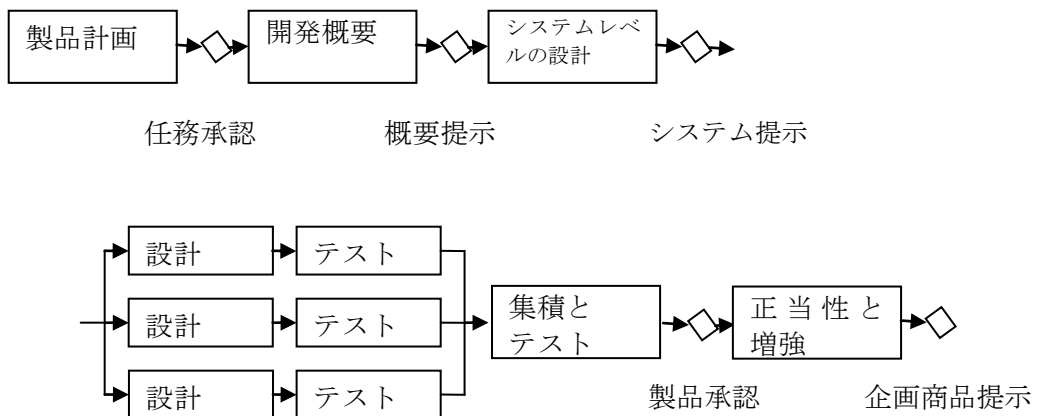 製品計画
開発概要
システムレベ
ルの設計
任務承認
概要提示
システム提示
設計
テスト
設計
テスト
集積と
テスト
正当性と
増強
設計
テスト
製品承認
企画商品提示